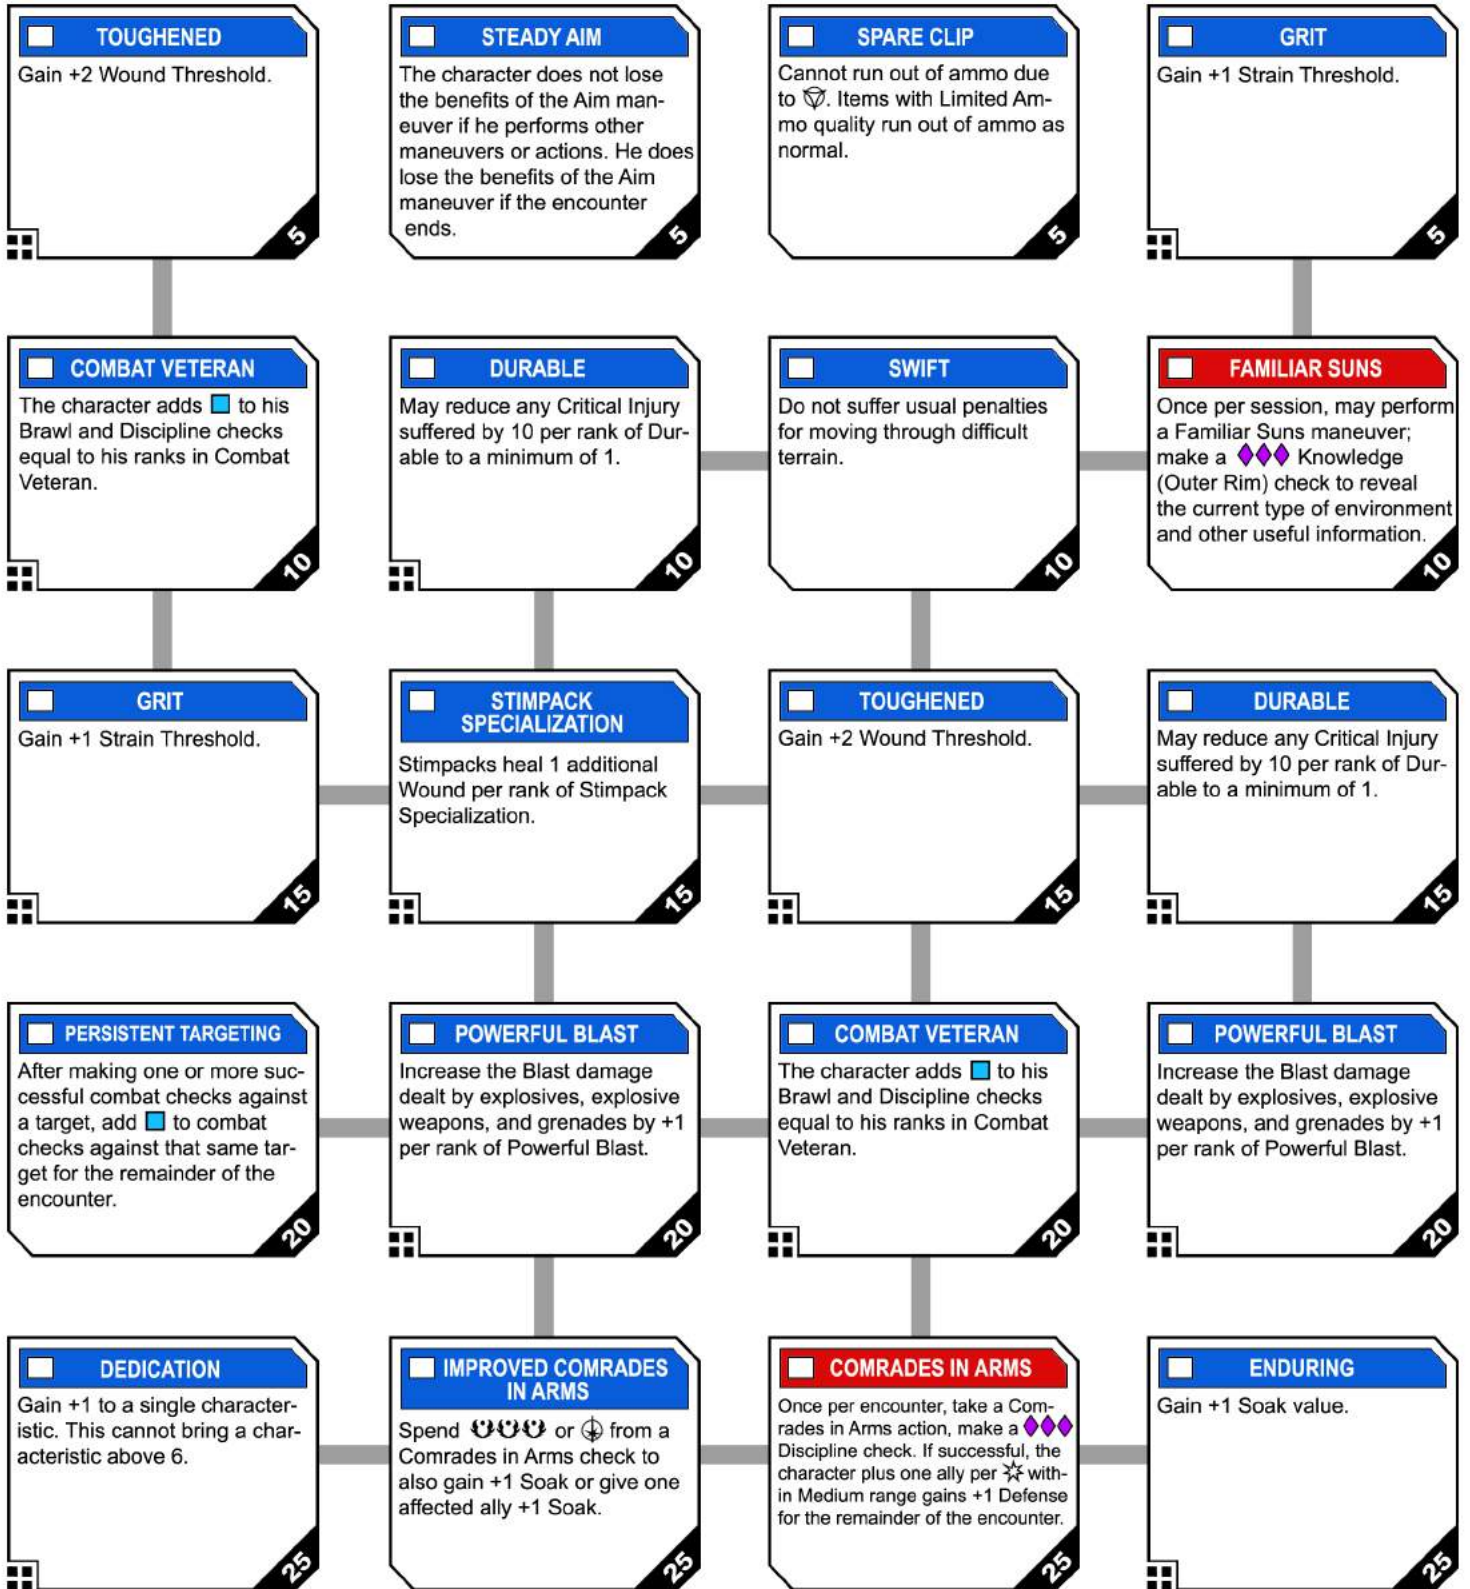 TOUGHENED
Gain +2 Wound Threshold.
5
STEADY AIM
The character does not lose
the benefits of the Aim man-
euver if he performs other
maneuvers or actions. He does
lose the benefits of the Aim
maneuver if the encounter
ends.
5
SPARE CLIP
Cannot run out of ammo due
to . Items with Limited Am-
mo quality run out of ammo as
normal.
5
GRIT
Gain +1 Strain Threshold.
5
COMBAT VETERAN
The character adds to his
Brawl and Discipline checks
equal to his ranks in Combat
Veteran.
10
DURABLE
May reduce any Critical Injury
suffered by 10 per rank of Dur-
able to a minimum of 1.
10
SWIFT
Do not suffer usual penalties
for moving through difficult
terrain.
10
FAMILIAR SUNS
Once per session, may perform
a Familiar Suns maneuver;
make a Knowledge
(Outer Rim) check to reveal
the current type of environment
and other useful information.
10
GRIT
Gain +1 Strain Threshold.
15
STIMPACK
SPECIALIZATION
Stimpacks heal 1 additional
Wound per rank of Stimpack
Specialization.
15
TOUGHENED
Gain +2 Wound Threshold.
15
DURABLE
May reduce any Critical Injury
suffered by 10 per rank of Dur-
able to a minimum of 1.
15
PERSISTENT TARGETING
After making one or more suc-
cessful combat checks against
a target, add to combat
checks against that same tar-
get for the remainder of the
encounter.
20
POWERFUL BLAST
Increase the Blast damage
dealt by explosives, explosive
weapons, and grenades by +1
per rank of Powerful Blast.
20
COMBAT VETERAN
The character adds to his
Brawl and Discipline checks
equal to his ranks in Combat
Veteran.
20
POWERFUL BLAST
Increase the Blast damage
dealt by explosives, explosive
weapons, and grenades by +1
per rank of Powerful Blast.
20
DEDICATION
Gain +1 to a single character-
istic. This cannot bring a char-
acteristic above 6.
25
IMPROVED COMRADES
IN ARMS
Spend or from a
Comrades in Arms check to
also gain +1 Soak or give one
affected ally +1 Soak.
25
COMRADES IN ARMS
Once per encounter, take a Com-
rades in Arms action, make a
Discipline check. If successful, the
character plus one ally per with-
in Medium range gains +1 Defense
for the remainder of the encounter.
25
ENDURING
Gain +1 Soak value.
25